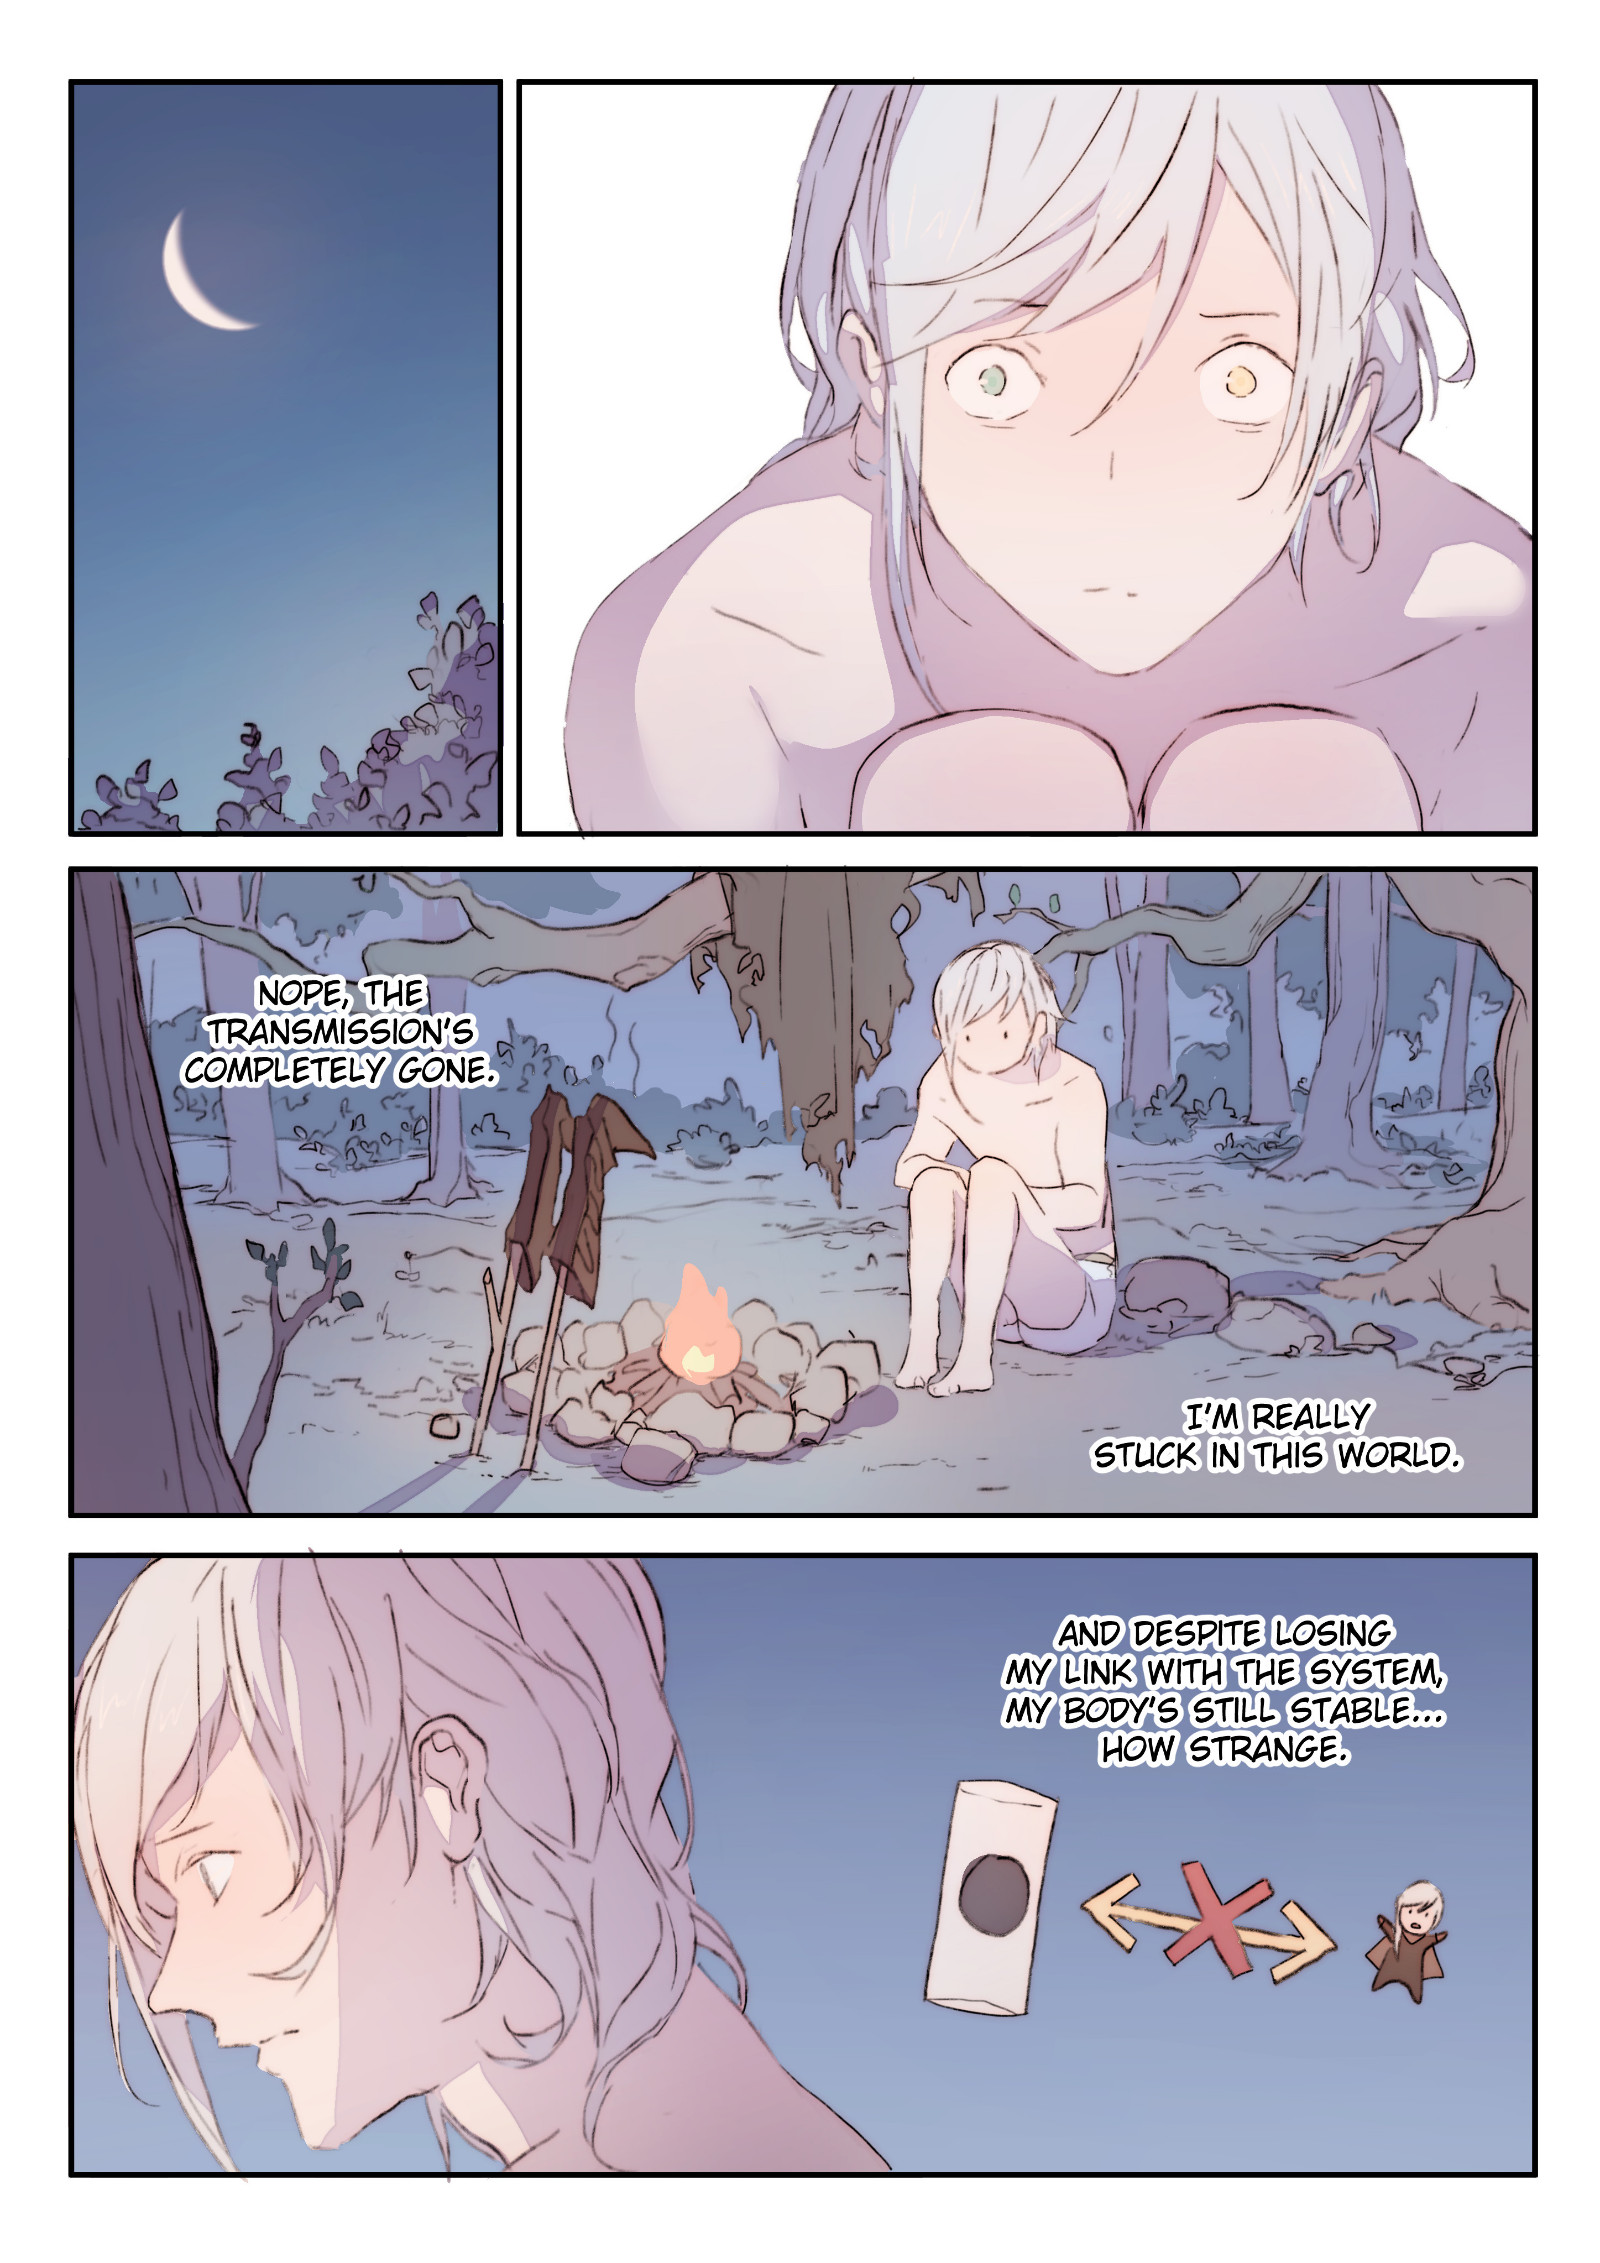 NOPE, THE
TRANSMISSION'S
COMPLETELY GONE.
I'M REALLY
STUCK IN THIS WORLD.
AND DESPITE LOSING
MY LINK WITH THE SYSTEM,
MY BODY'S STILL STABLE...
HOW STRANGE.